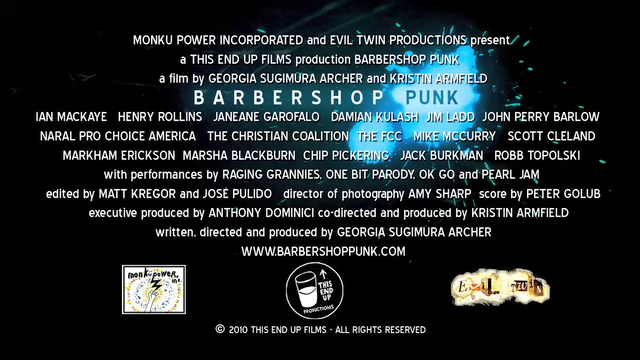 MONKU POWER INCORPORATED and EVIL TWIN PRODUCTIONS present
a THIS END UP FILMS production BARBERSHOP PUNK
a film by GEORGIA SUGIMURA ARCHER and KRISTIN ARMFIELD
BARBERSHOP PUNK
IAN MACKAYE HENRY ROLLINS JANEANE GAROFALO DAMIAN KULASH JIM LADD JOHN PERRY BARLOW
NARAL PRO CHOICE AMERICA THE CHRISTIAN COALITION THE FCC MIKE MCCURRY SCOTT CLELAND
MARKHAM ERICKSON MARSHA BLACKBURN CHIP PICKERING, JACK BURKMAN ROBB TOPOLSKI
with performances by RAGING GRANNIES, ONE BIT PARODY, OK GO and PEARL JAM
edited by MATT KREGOR and JOSÉ PULIDO director of photography AMY SHARP score by PETER GOLUB
executive produced by ANTHONY DOMINICI co-directed and produced by KRISTIN ARMFIELD
written, directed and produced by GEORGIA SUGIMURA ARCHER
WWW.BARBERSHOPPUNK.COM
monku power, inc.
THIS END UP
PRODUCTIONS
EVIL TWIN
© 2010 THIS END UP FILMS - ALL RIGHTS RESERVED